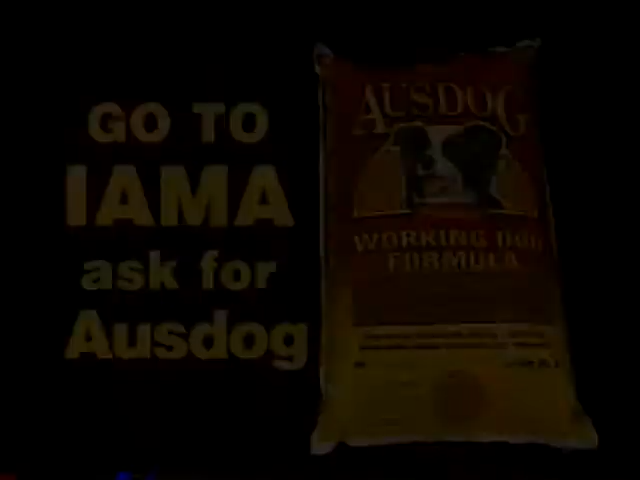 GO TO
IAMA
ask for
Ausdog
AUSDOG
WORKING DOG
FORMULA